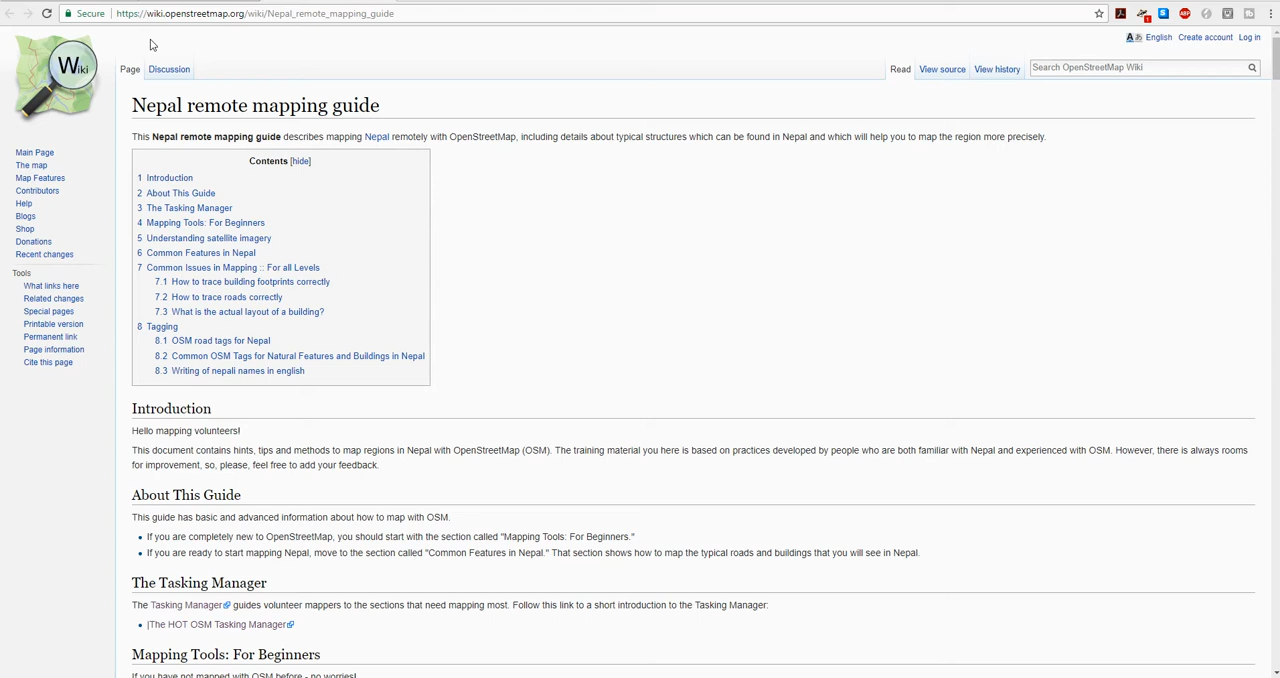 Secure https://wiki.openstreetmap.org/wiki/Nepal_remote_mapping_guide
English Create account Log in
Wiki
Page Discussion Read View source View history Search OpenStreetMap Wiki
Nepal remote mapping guide
This Nepal remote mapping guide describes mapping Nepal remotely with OpenStreetMap, including details about typical structures which can be found in Nepal and which will help you to map the region more precisely.
Main Page
The map
Map Features
Contributors
Help
Blogs
Shop
Donations
Recent changes
Tools
What links here
Related changes
Special pages
Printable version
Permanent link
Page information
Cite this page
Contents [hide]
1 Introduction
2 About This Guide
3 The Tasking Manager
4 Mapping Tools: For Beginners
5 Understanding satellite imagery
6 Common Features in Nepal
7 Common Issues in Mapping :: For all Levels
7.1 How to trace building footprints correctly
7.2 How to trace roads correctly
7.3 What is the actual layout of a building?
8 Tagging
8.1 OSM road tags for Nepal
8.2 Common OSM Tags for Natural Features and Buildings in Nepal
8.3 Writing of nepali names in english
Introduction
Hello mapping volunteers!
This document contains hints, tips and methods to map regions in Nepal with OpenStreetMap (OSM). The training material you here is based on practices developed by people who are both familiar with Nepal and experienced with OSM. However, there is always rooms
for improvement, so, please, feel free to add your feedback.
About This Guide
This guide has basic and advanced information about how to map with OSM.
• If you are completely new to OpenStreetMap, you should start with the section called "Mapping Tools: For Beginners."
• If you are ready to start mapping Nepal, move to the section called "Common Features in Nepal." That section shows how to map the typical roads and buildings that you will see in Nepal.
The Tasking Manager
The Tasking Manager guides volunteer mappers to the sections that need mapping most. Follow this link to a short introduction to the Tasking Manager:
• |The HOT OSM Tasking Manager
Mapping Tools: For Beginners
If you have not mapped with OSM before - no worries!